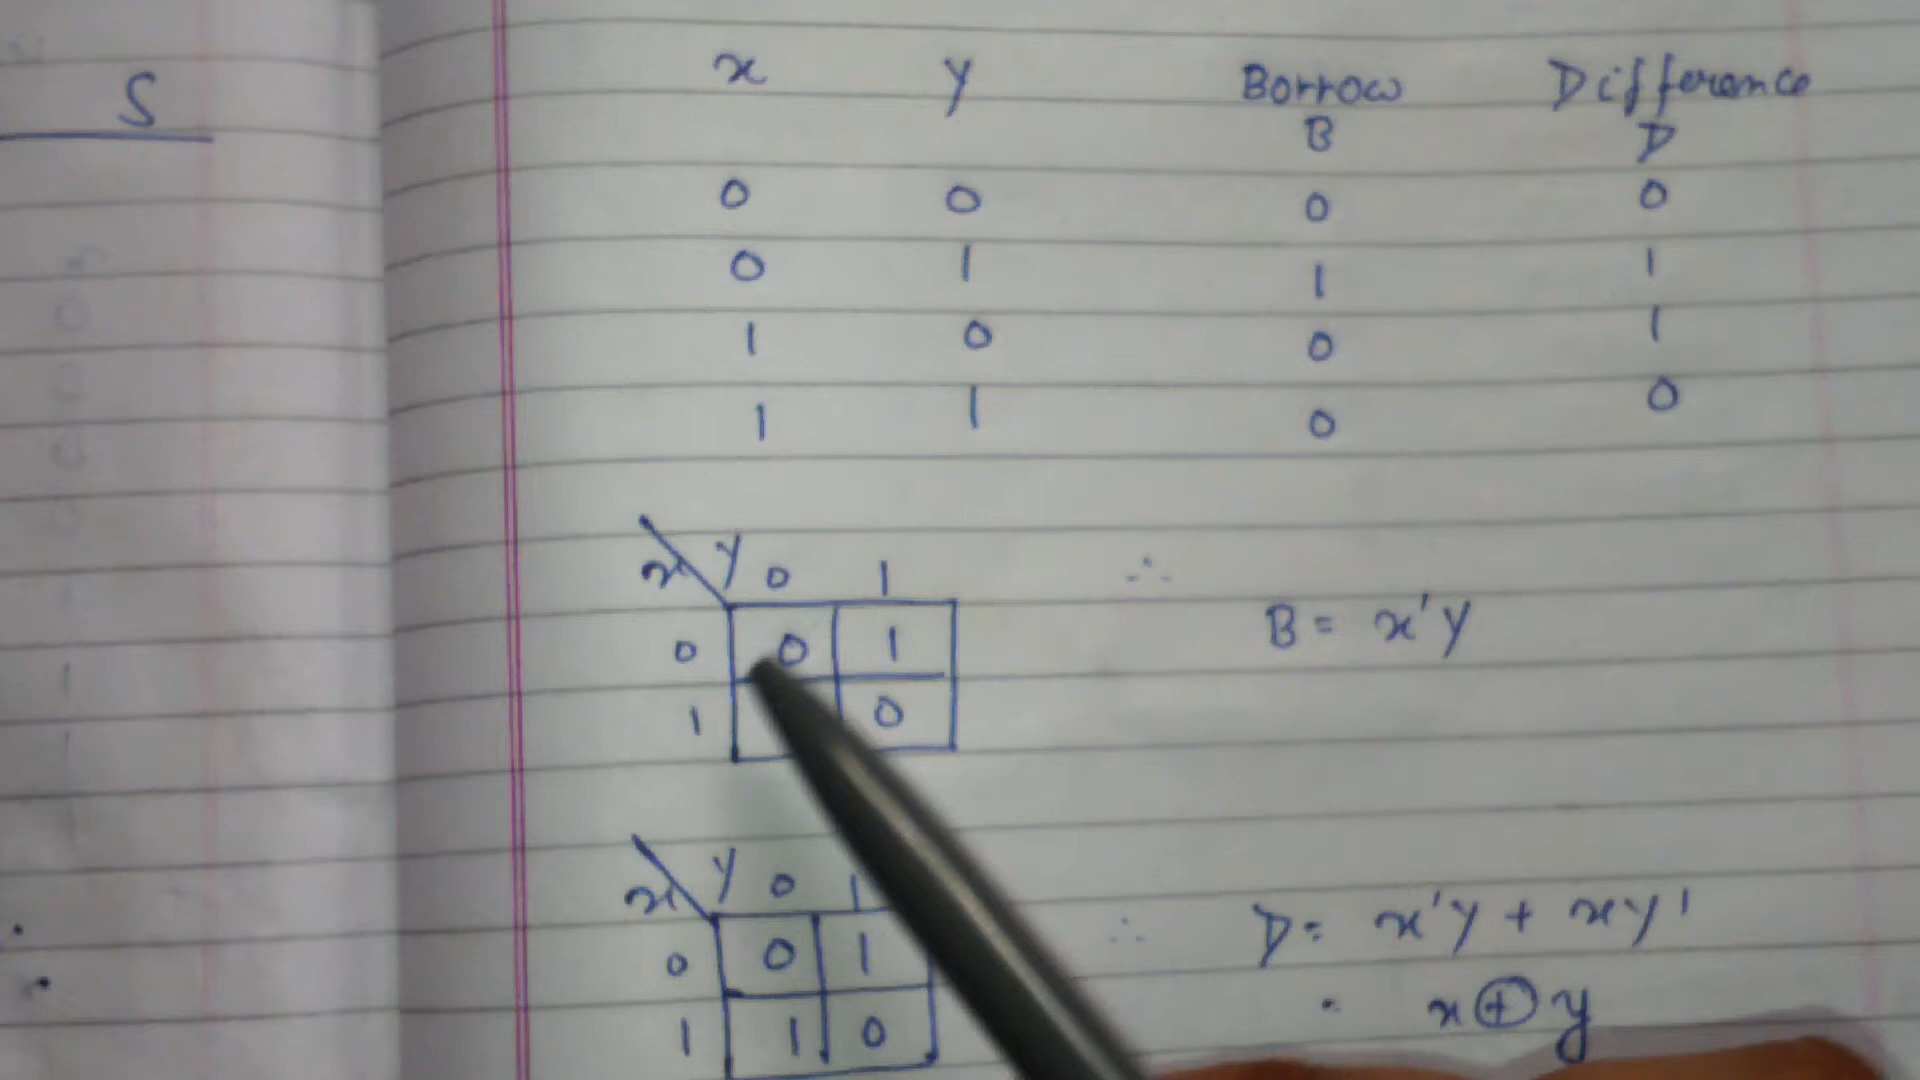 S
x y Borrow Difference
B D
0 0 0 0
0 1 1 1
1 0 0 1
1 1 0 0
x y 0 1
0 0 1
1 0
∴ B = x'y
x y 0 1
0 0 1
1 1 0
∴ D = x'y + xy'
= x ⊕ y